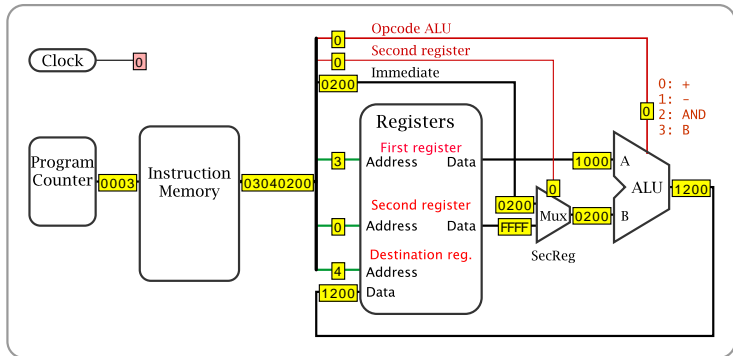 Opcode ALU
0
Second register
Clock
0
0
Immediate
0200
0: +
1: -
2: AND
3: B
0
Registers
First register
3
Address
Data
1000
A
Program
Counter
0003
Instruction
Memory
03040200
ALU
1200
0
0200
Mux
0200
B
Second register
0
Address
Data
FFFF
SecReg
Destination reg.
4
Address
1200
Data